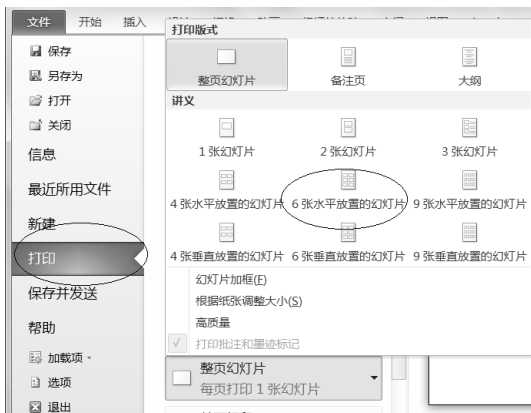 文件 开始 插入
保存
另存为
打开
关闭
信息
最近所用文件
新建
打印
保存并发送
帮助
加载项
选项
退出
打印版式
整页幻灯片 备注页 大纲
讲义
1 张幻灯片 2 张幻灯片 3 张幻灯片
4 张水平放置的幻灯片 6 张水平放置的幻灯片 9 张水平放置的幻灯片
4 张垂直放置的幻灯片 6 张垂直放置的幻灯片 9 张垂直放置的幻灯片
幻灯片加框(F)
根据纸张调整大小(S)
高质量
打印批注和墨迹标记
整页幻灯片
每页打印 1 张幻灯片